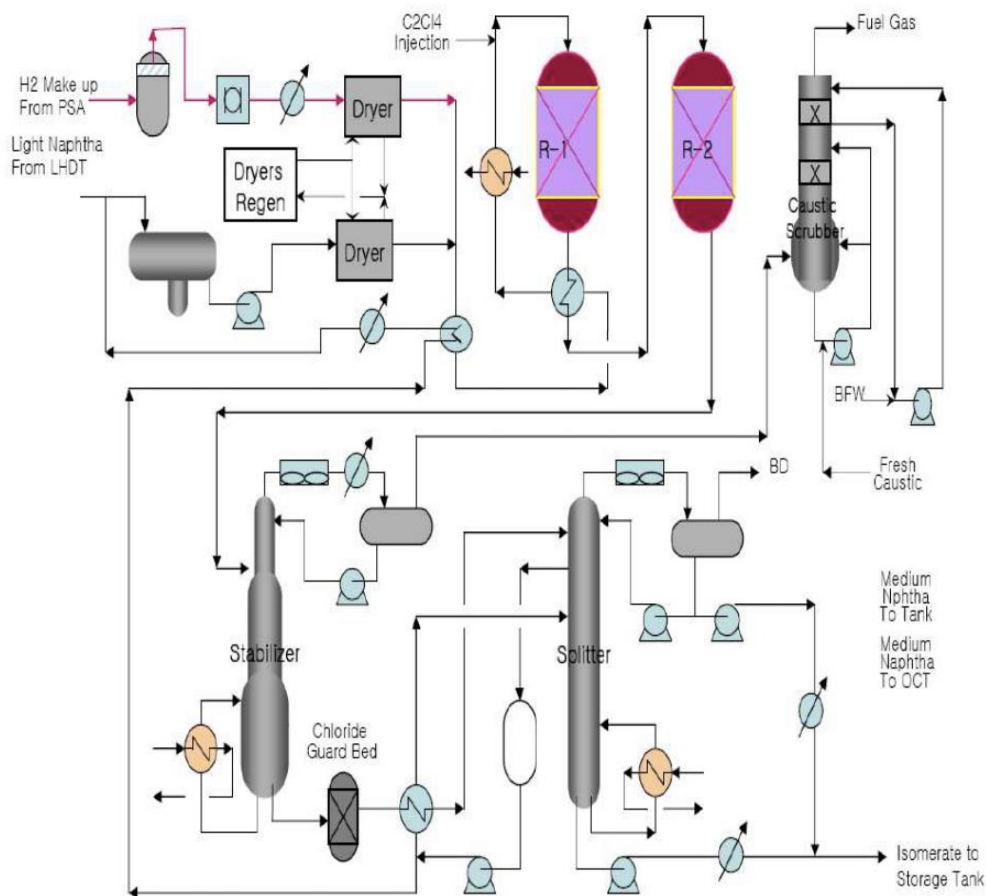 C2Cl4
Injection
Fuel Gas
H2 Make up
From PSA
Dryer
Light Naphtha
From LHDT
Dryers
Regen
Dryer
R-1
R-2
X
X
Caustic
Scrubber
BFW
Fresh
Caustic
BD
Medium
Nphtha
To Tank
Medium
Naphtha
To OCT
Stabilizer
Splitter
Chloride
Guard Bed
Isomerate to
Storage Tank